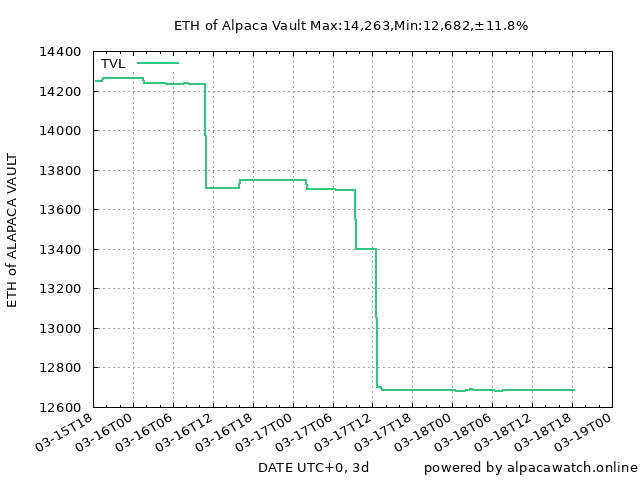 ETH of Alpaca Vault Max:14,263,Min:12,682,±11.8%
TVL
ETH of ALAPACA VAULT
14400
14200
14000
13800
13600
13400
13200
13000
12800
12600
03-15T18
03-16T00
03-16T06
03-16T12
03-16T18
03-17T00
03-17T06
03-17T12
03-17T18
03-18T00
03-18T06
03-18T12
03-18T18
03-19T00
DATE UTC+0, 3d
powered by alpacawatch.online